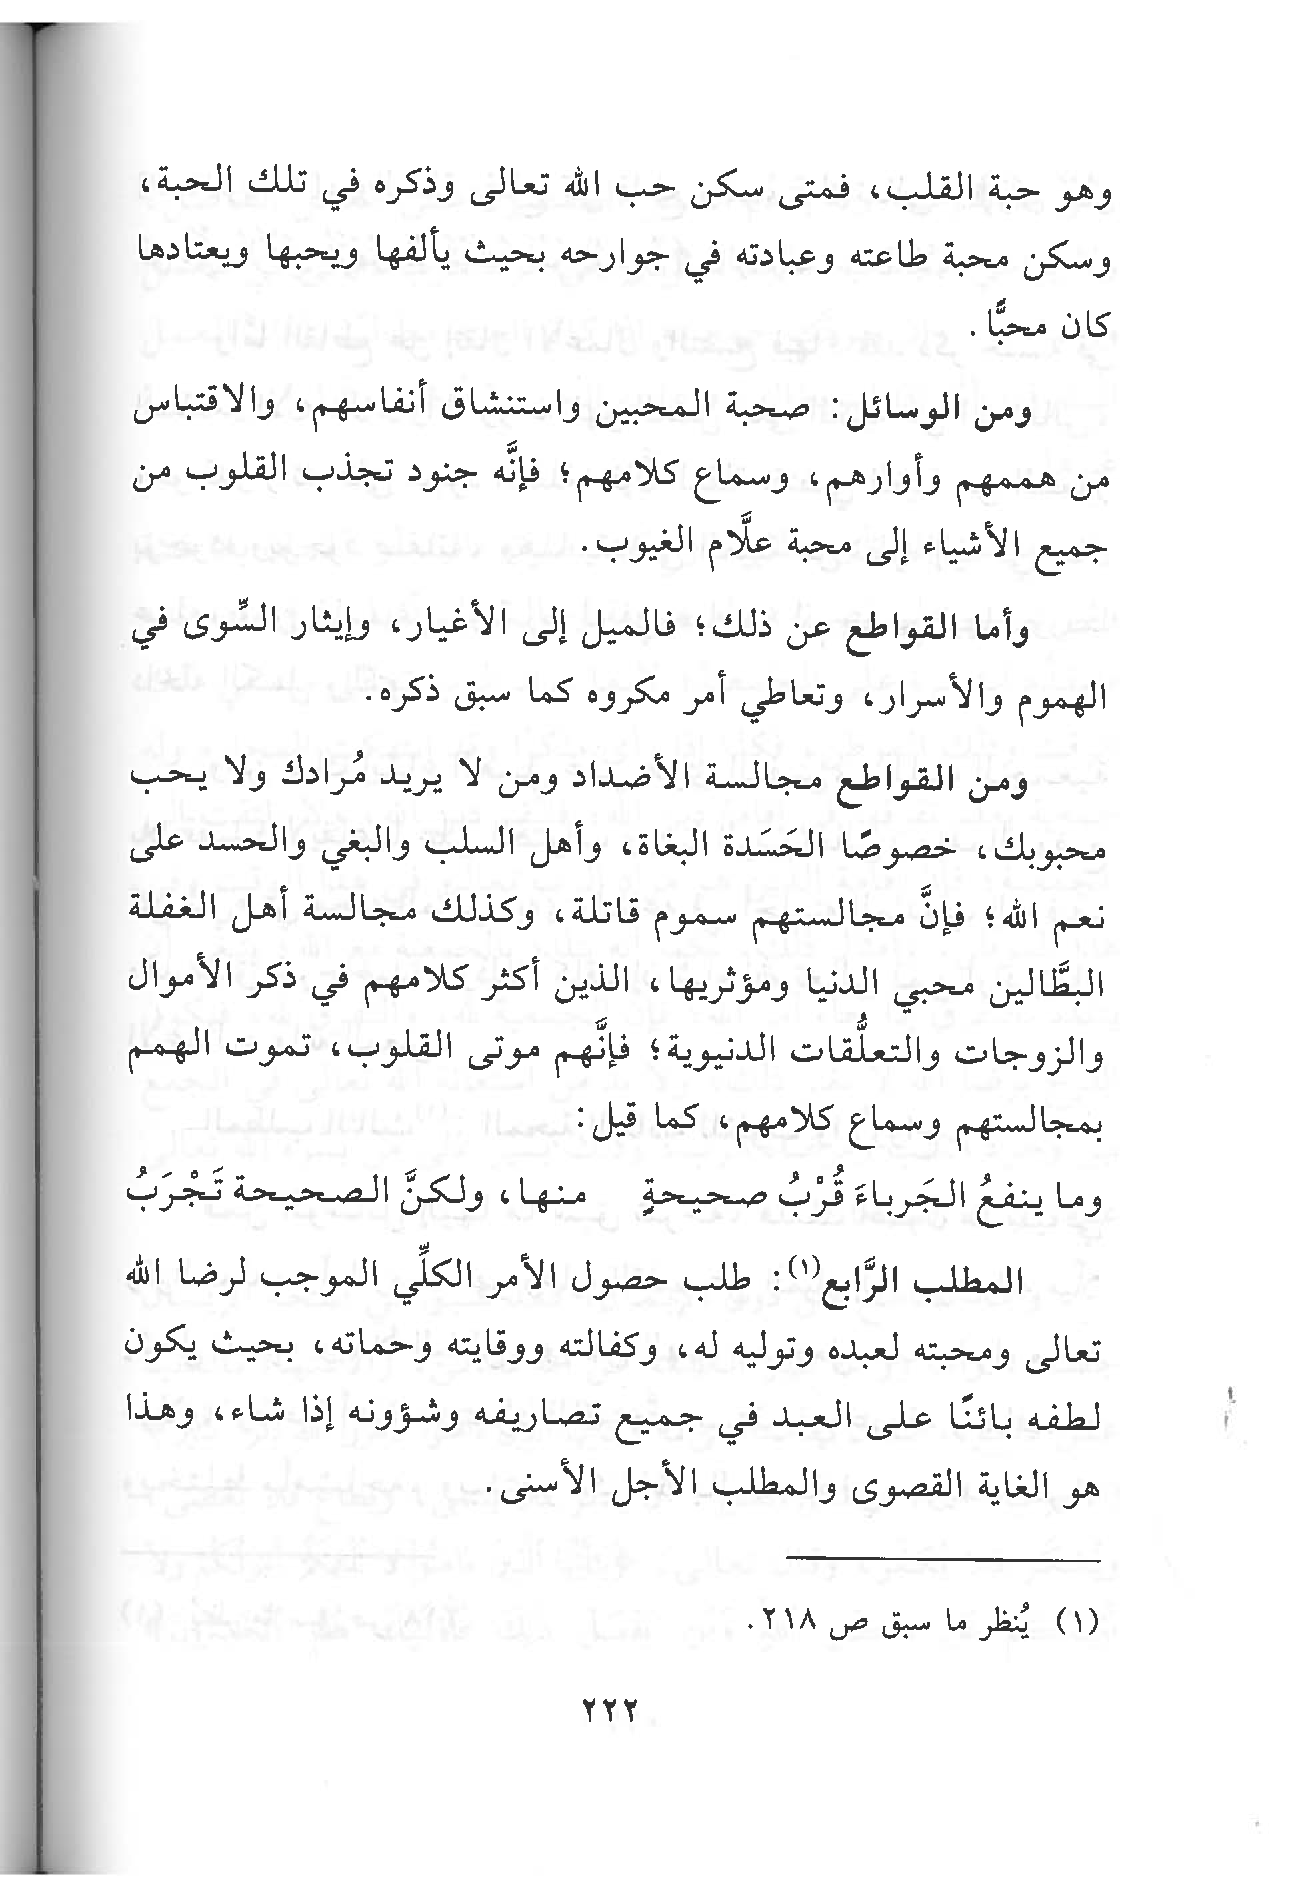 وهو حبة القلب، فمتى سكن حب الله تعالى وذكره في تلك الحبة،
وسكن محبة طاعته وعبادته في جوارحه بحيث يألفها ويحبها ويعتادها
كان محبًّا.
ومن الوسائل: صحبة المحبين واستنشاق أنفاسهم، والاقتباس
من هممهم وأوارهم، وسماع كلامهم؛ فإنَّه جنود تجذب القلوب من
جميع الأشياء إلى محبة علَّام الغيوب.
وأما القواطع عن ذلك؛ فالميل إلى الأغيار، وإيثار السِّوى في
الهموم والأسرار، وتعاطي أمر مكروه كما سبق ذكره.
ومن القواطع مجالسة الأضداد ومن لا يريد مُرادك ولا يحب
محبوبك، خصوصًا الحَسَدة البغاة، وأهل السلب والبغي والحسد على
نعم الله؛ فإنَّ مجالستهم سموم قاتلة، وكذلك مجالسة أهل الغفلة
البطَّالين محبي الدنيا ومؤثريها، الذين أكثر كلامهم في ذكر الأموال
والزوجات والتعلُّقات الدنيوية؛ فإنَّهم موتى القلوب، تموت الهمم
بمجالستهم وسماع كلامهم، كما قيل:
وما ينفعُ الجَرباءَ قُرْبُ صحيحةٍ منها، ولكنَّ الصحيحة تَجْرَبُ
المطلب الرَّابع(١): طلب حصول الأمر الكلِّي الموجب لرضا الله
تعالى ومحبته لعبده وتوليه له، وكفالته ووقايته وحماته، بحيث يكون
لطفه بائنًا على العبد في جميع تصاريفه وشؤونه إذا شاء، وهذا
هو الغاية القصوى والمطلب الأجل الأسنى.
(١) يُنظر ما سبق ص ٢١٨.
٢٢٢